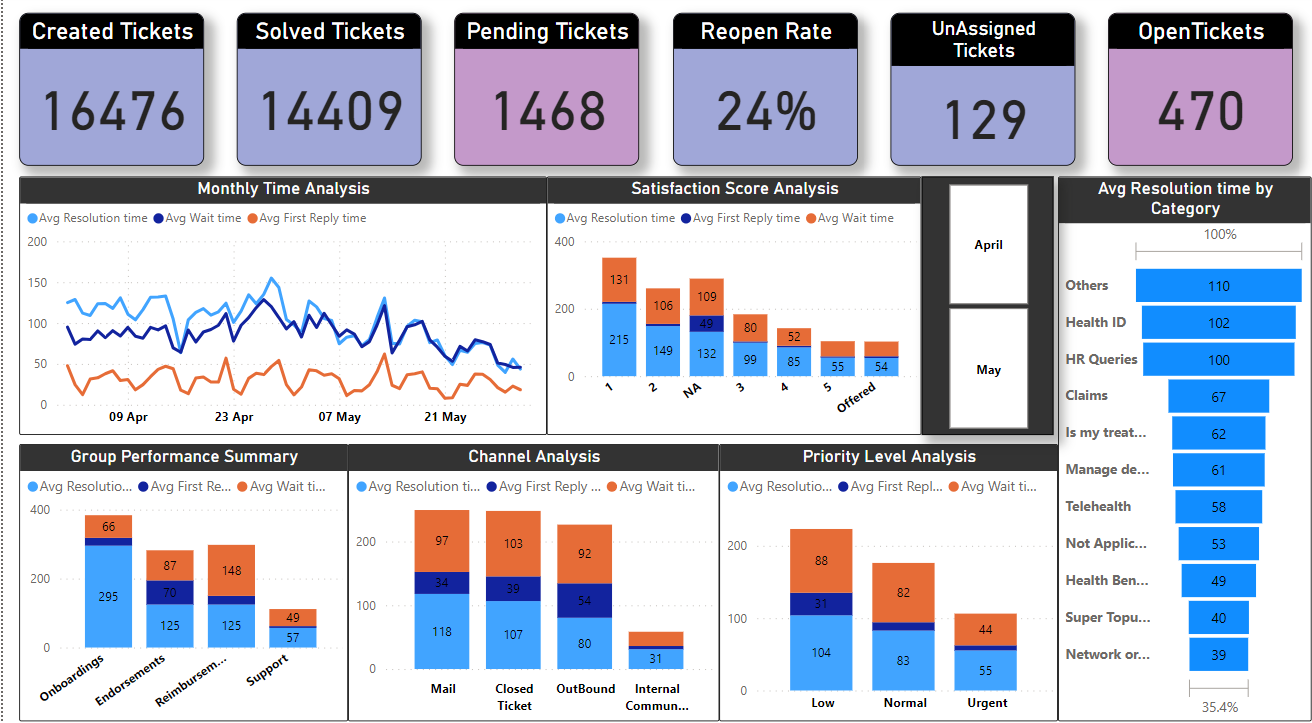 Created Tickets
16476
Solved Tickets
14409
Pending Tickets
1468
Reopen Rate
24%
UnAssigned
Tickets
129
OpenTickets
470
Monthly Time Analysis
Avg Resolution time Avg Wait time Avg First Reply time
200
150
100
50
0
09 Apr 23 Apr 07 May 21 May
Satisfaction Score Analysis
Avg Resolution time Avg First Reply time Avg Wait time
400
200
0
131
215
106
149
109
49
132
80
99
52
85
55
54
1 2 NA 3 4 5 Offered
April
May
Avg Resolution time by
Category
100%
Others 110
Health ID 102
HR Queries 100
Claims 67
Is my treat... 62
Manage de... 61
Telehealth 58
Not Applic... 53
Health Ben... 49
Super Topu... 40
Network or... 39
35.4%
Group Performance Summary
Avg Resolutio... Avg First Re... Avg Wait ti...
400
200
0
66
295
87
70
125
148
125
49
57
Onboardings Endorsements Reimbursem... Support
Channel Analysis
Avg Resolution ti... Avg First Reply ... Avg Wait ti...
200
100
0
97
34
118
103
39
107
92
54
80
31
Mail Closed OutBound Internal
Ticket Commun...
Priority Level Analysis
Avg Resolutio... Avg First Repl... Avg Wait ti...
200
100
0
88
31
104
82
83
44
55
Low Normal Urgent